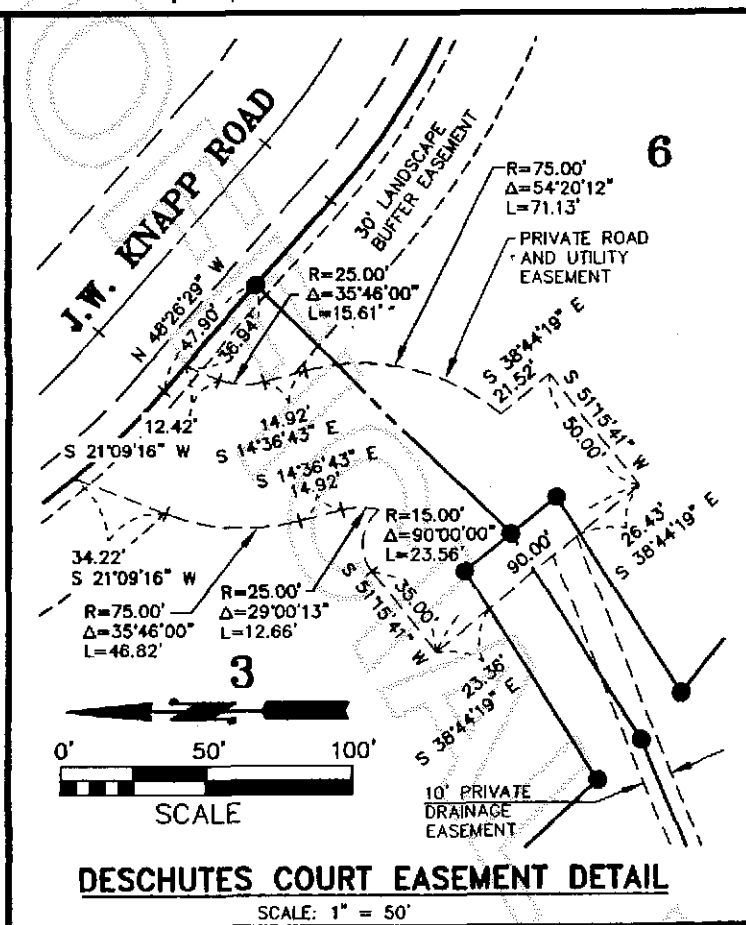 J.W. KNAPP ROAD
30' LANDSCAPE
BUFFER EASEMENT
6
R=75.00'
Δ=54°20'12"
L=71.13'
PRIVATE ROAD
AND UTILITY
EASEMENT
R=25.00'
Δ=35°46'00"
L=15.61'
N 48°26'29" W
47.90'
36.94'
S 38°44'19" E
21.52'
S 51°15'41" W
50.00'
12.42'
S 21°09'16" W
14.92'
S 14°36'43" E
S 14°36'43" E
14.92'
R=15.00'
Δ=90°00'00"
L=23.56'
26.43'
S 38°44'19" E
90.00'
34.22'
S 21°09'16" W
35.00'
S 51°15'41" W
R=75.00'
Δ=35°46'00"
L=46.82'
R=25.00'
Δ=29°00'13"
L=12.66'
23.36'
S 38°44'19" E
3
0' 50' 100'
SCALE
10' PRIVATE
DRAINAGE
EASEMENT
DESCHUTES COURT EASEMENT DETAIL
SCALE: 1" = 50'